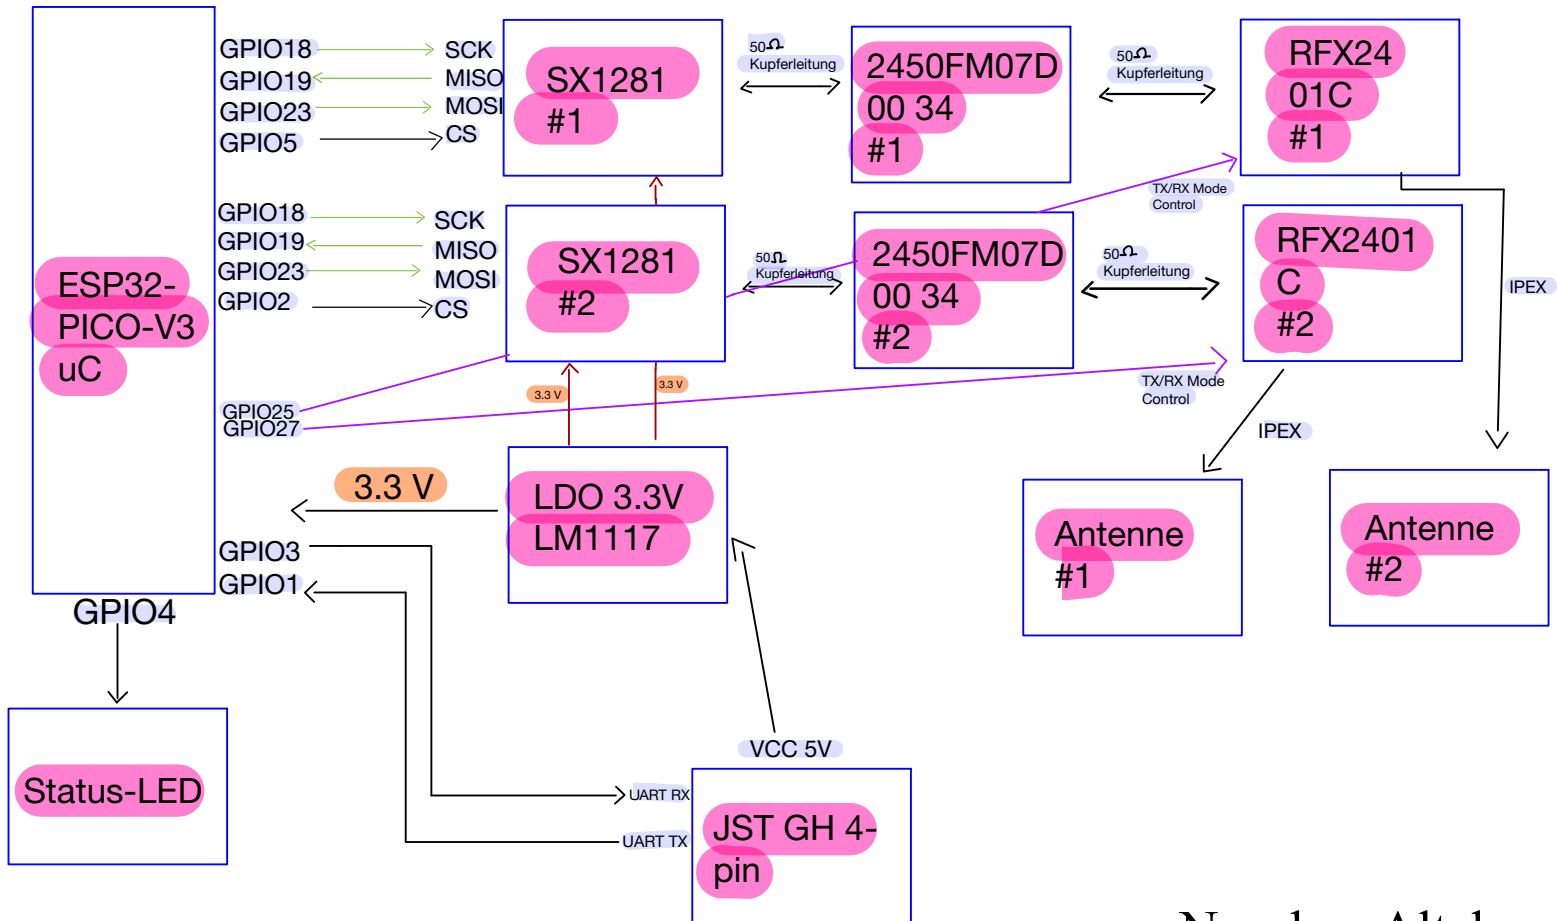 GPIO18
GPIO19
GPIO23
GPIO5
SCK
MISO
MOSI
CS
SX1281
#1
50Ω
Kupferleitung
2450FM07D
00 34
#1
50Ω
Kupferleitung
RFX24
01C
#1
TX/RX Mode
Control
GPIO18
GPIO19
GPIO23
GPIO2
SCK
MISO
MOSI
CS
SX1281
#2
50Ω
Kupferleitung
2450FM07D
00 34
#2
50Ω
Kupferleitung
RFX2401
C
#2
IPEX
ESP32-
PICO-V3
uC
GPIO25
GPIO27
3.3 V
3.3 V
TX/RX Mode
Control
IPEX
3.3 V
LDO 3.3V
LM1117
Antenne
#1
Antenne
#2
GPIO3
GPIO1
GPIO4
VCC 5V
Status-LED
UART RX
UART TX
JST GH 4-
pin